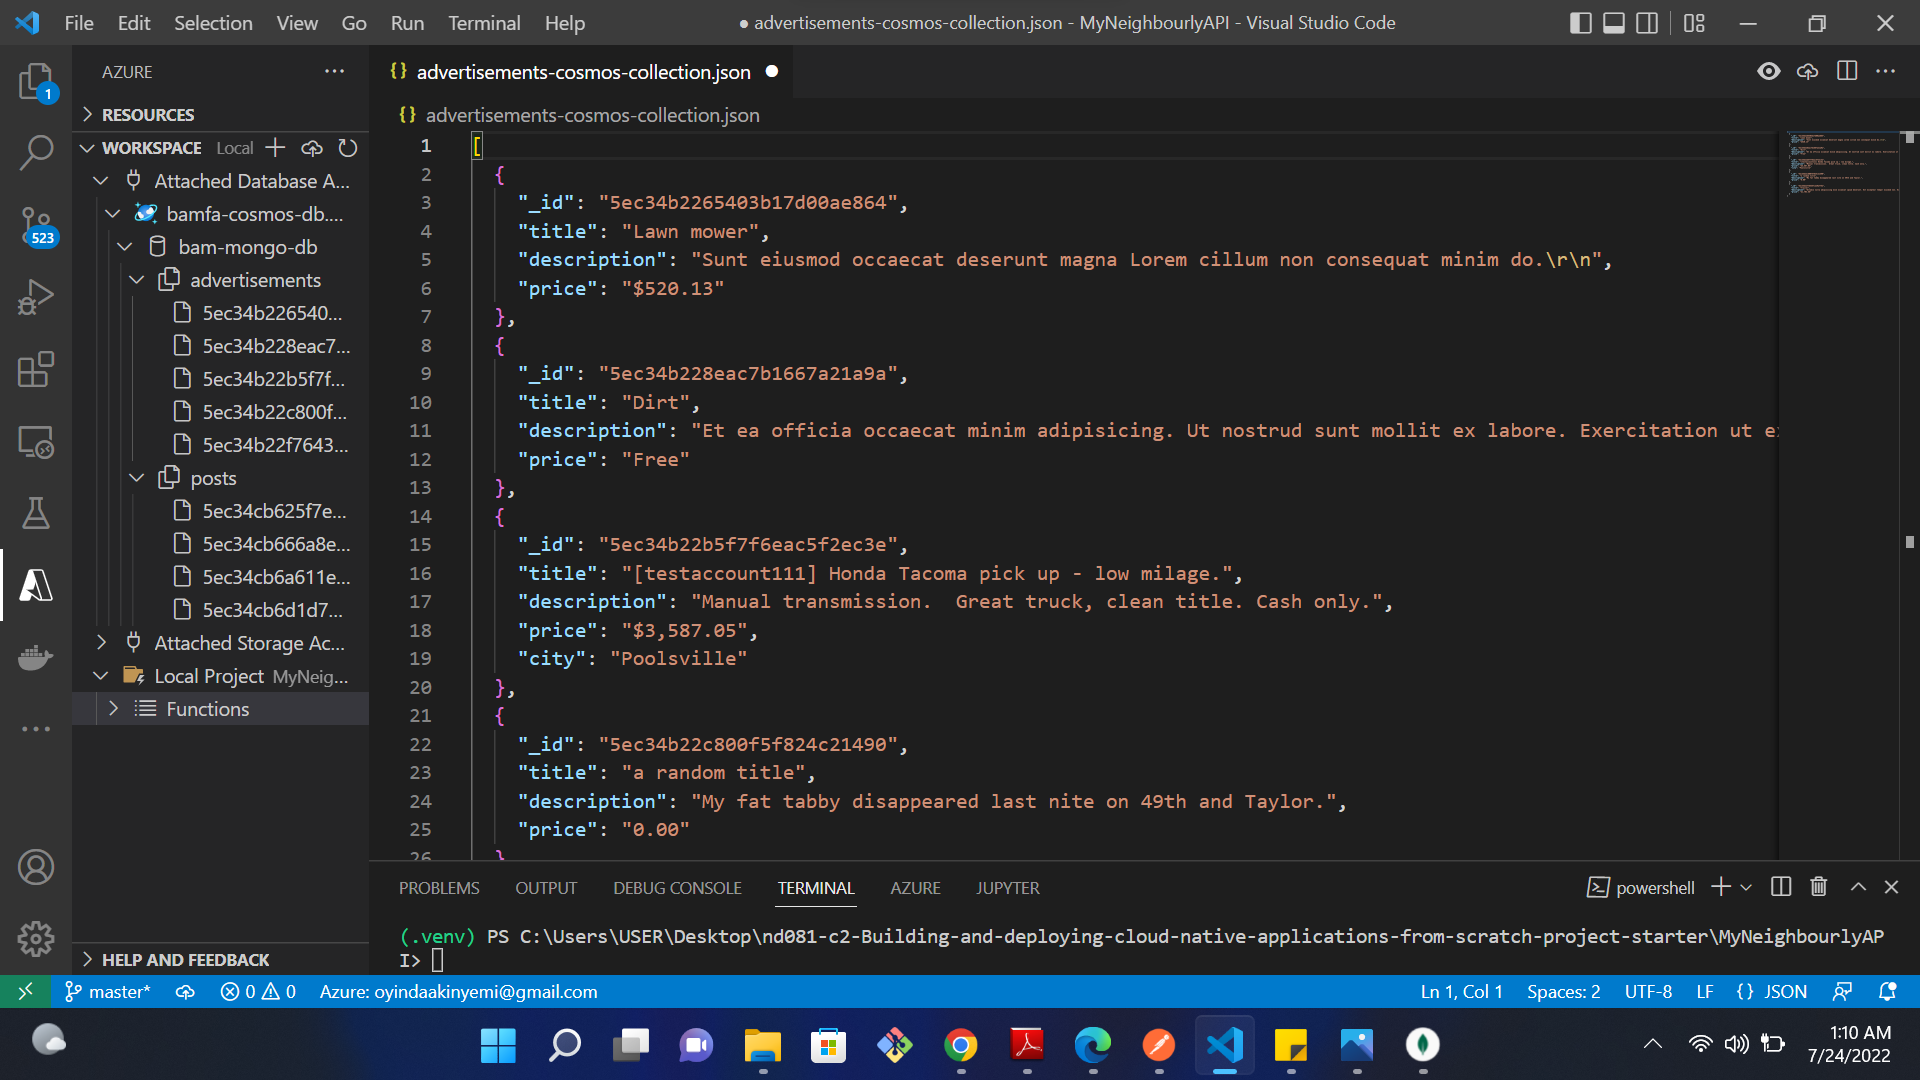 File Edit Selection View Go Run Terminal Help
● advertisements-cosmos-collection.json - MyNeighbourlyAPI - Visual Studio Code
1
523
AZURE
RESOURCES
WORKSPACE Local
Attached Database A...
bamfa-cosmos-db....
bam-mongo-db
advertisements
5ec34b226540...
5ec34b228eac7...
5ec34b22b5f7f...
5ec34b22c800f...
5ec34b22f7643...
posts
5ec34cb625f7e...
5ec34cb666a8e...
5ec34cb6a611e...
5ec34cb6d1d7...
Attached Storage Ac...
Local Project MyNeig...
Functions
HELP AND FEEDBACK
{} advertisements-cosmos-collection.json ●
{} advertisements-cosmos-collection.json
1 [
2 {
3 "_id": "5ec34b2265403b17d00ae864",
4 "title": "Lawn mower",
5 "description": "Sunt eiusmod occaecat deserunt magna Lorem cillum non consequat minim do.\r\n",
6 "price": "$520.13"
7 },
8 {
9 "_id": "5ec34b228eac7b1667a21a9a",
10 "title": "Dirt",
11 "description": "Et ea officia occaecat minim adipisicing. Ut nostrud sunt mollit ex labore. Exercitation ut e
12 "price": "Free"
13 },
14 {
15 "_id": "5ec34b22b5f7f6eac5f2ec3e",
16 "title": "[testaccount111] Honda Tacoma pick up - low milage.",
17 "description": "Manual transmission.  Great truck, clean title. Cash only.",
18 "price": "$3,587.05",
19 "city": "Poolsville"
20 },
21 {
22 "_id": "5ec34b22c800f5f824c21490",
23 "title": "a random title",
24 "description": "My fat tabby disappeared last nite on 49th and Taylor.",
25 "price": "0.00"
26 }
PROBLEMS OUTPUT DEBUG CONSOLE TERMINAL AZURE JUPYTER
powershell
(.venv) PS C:\Users\USER\Desktop\nd081-c2-Building-and-deploying-cloud-native-applications-from-scratch-project-starter\MyNeighbourlyAP
I>
master* 0 0 Azure: oyindaakinyemi@gmail.com
Ln 1, Col 1 Spaces: 2 UTF-8 LF {} JSON
1:10 AM
7/24/2022